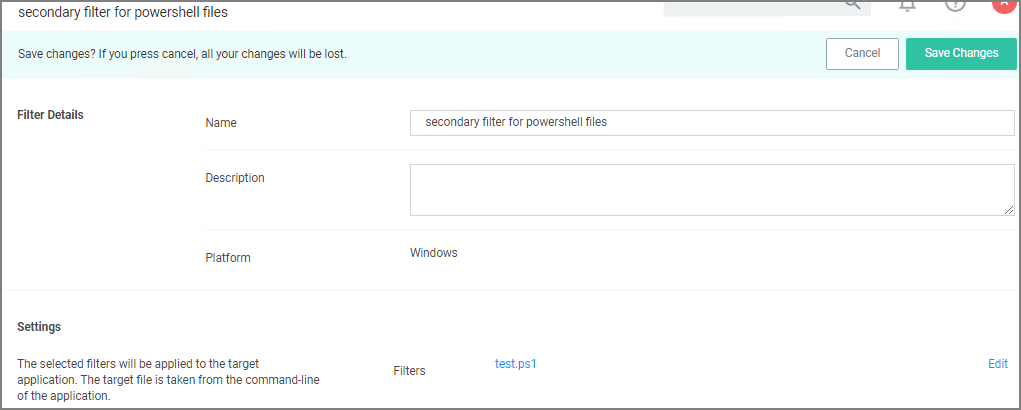 secondary filter for powershell files
Save changes? If you press cancel, all your changes will be lost.
Cancel
Save Changes
Filter Details
Name
secondary filter for powershell files
Description
Platform
Windows
Settings
The selected filters will be applied to the target
application. The target file is taken from the command-line
of the application.
Filters
test.ps1
Edit